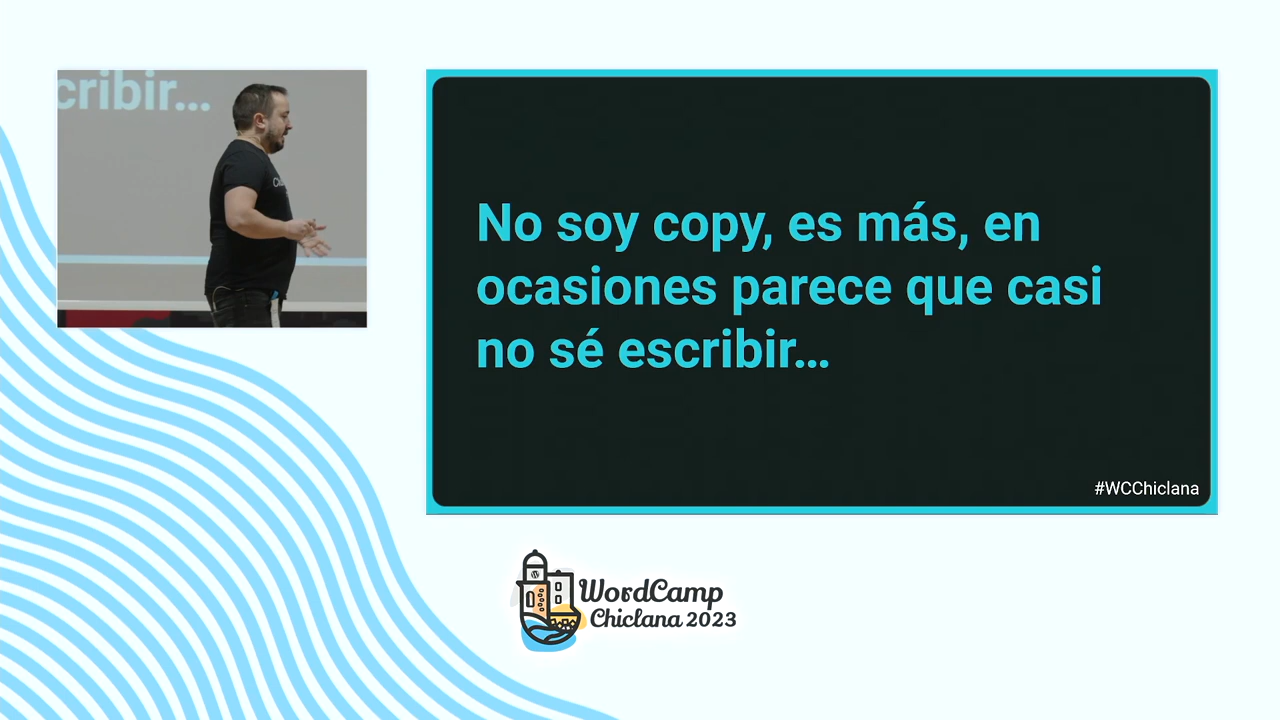 cribir...
No soy copy, es más, en
ocasiones parece que casi
no sé escribir...
#WCChiclana
WordCamp
Chiclana 2023